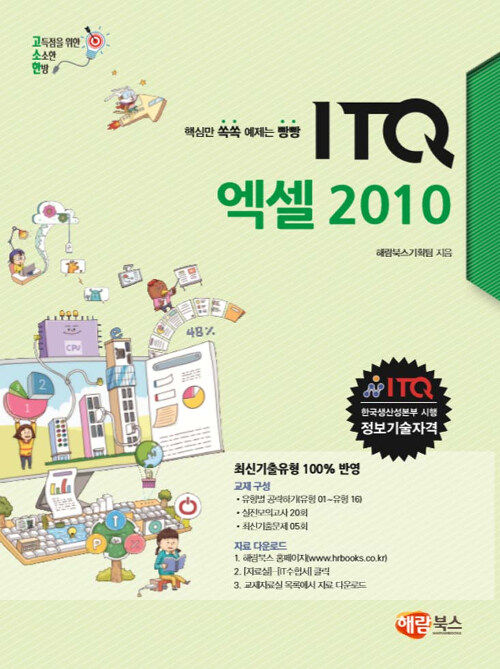 고득점을 위한
소소한
한방
핵심만 쏙쏙 예제는 빵빵
ITQ
엑셀 2010
해람북스기획팀 지음
CPU
48%
2
1
ITQ
한국생산성본부 시행
정보기술자격
최신기출유형 100% 반영
교재 구성
• 유형별 공략하기(유형 01~유형 16)
• 실전모의고사 20회
• 최신기출문제 05회
자료 다운로드
1. 해람북스 홈페이지(www.hrbooks.co.kr)
2. [자료실]-[IT수험서] 클릭
3. 교재자료실 목록에서 자료 다운로드
해람북스